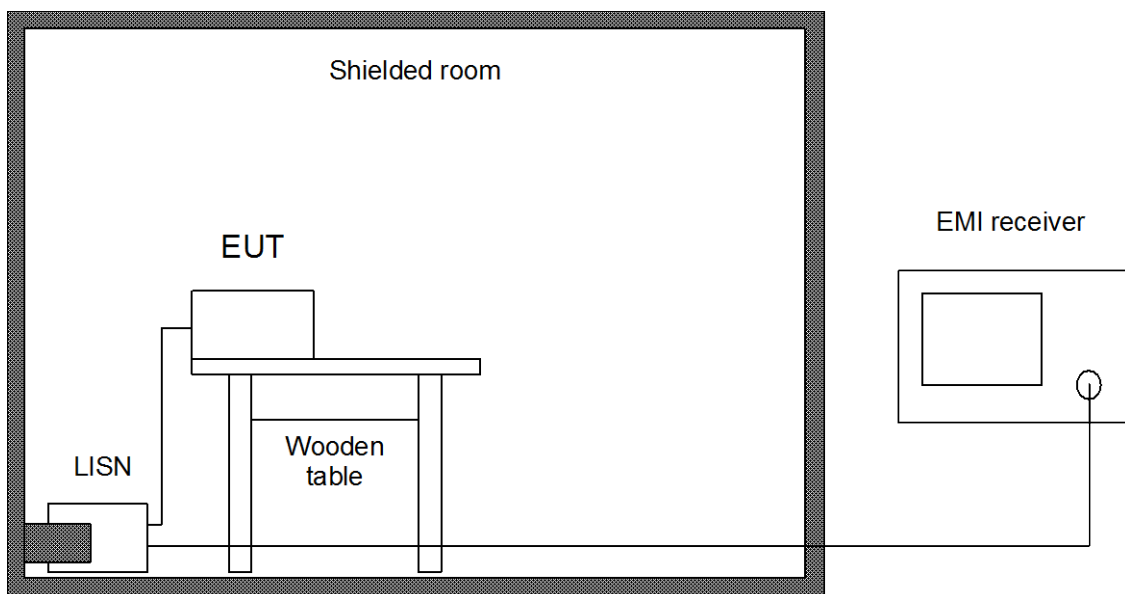 Shielded room
EMI receiver
EUT
Wooden
table
LISN